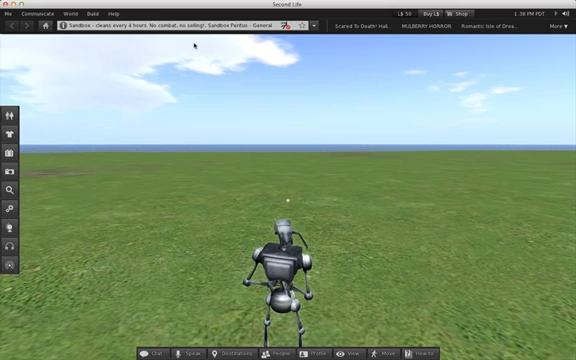 Second Life
Me Communicate World Build Help L$ 50 Buy L$ Shop 1:38 PM PDT
Sandbox - cleans every 4 hours. No combat, no selling!. Sandbox Peritus - General Scared To Death! Hall... MULBERRY HORROR Romantic Isle of Drea... More ▼
Chat Speak Destinations People Profile View Move How to